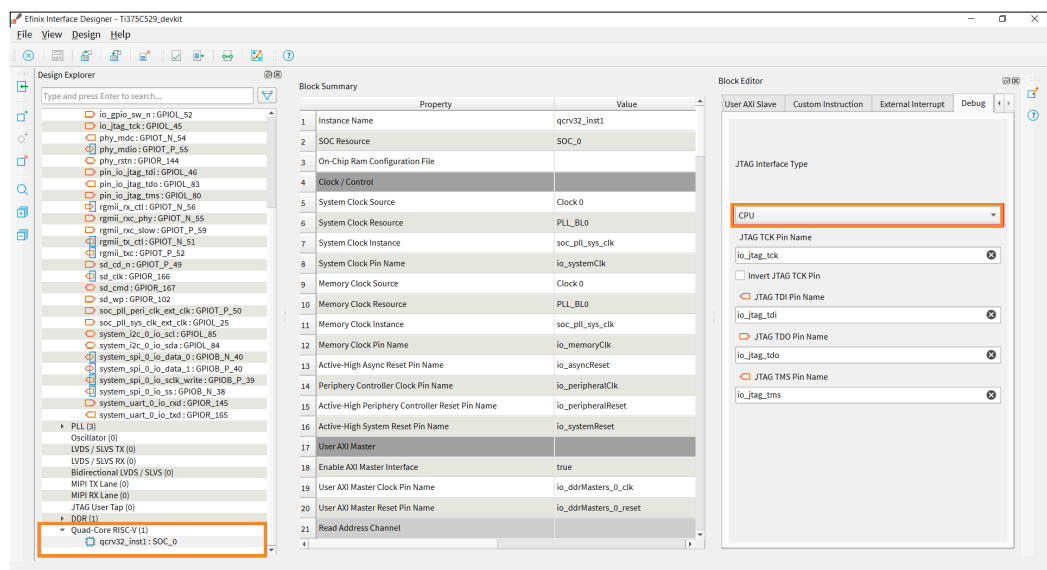 Efinix Interface Designer - Ti375C529_devkit
File View Design Help
Design Explorer
Type and press Enter to search...
io_gpio_sw_n : GPIOL_52
io_jtag_tck : GPIOL_45
phy_mdc : GPIOT_N_54
phy_mdio : GPIOT_P_55
phy_rstn : GPIOR_144
pin_io_jtag_tdi : GPIOL_46
pin_io_jtag_tdo : GPIOL_83
pin_io_jtag_tms : GPIOL_80
rgmii_rx_ctl : GPIOT_N_56
rgmii_rxc_phy : GPIOT_N_55
rgmii_rxc_slow : GPIOT_P_59
rgmii_tx_ctl : GPIOT_N_51
rgmii_txc : GPIOT_P_52
sd_cd_n : GPIOT_P_49
sd_clk : GPIOR_166
sd_cmd : GPIOR_167
sd_wp : GPIOR_102
soc_pll_peri_clk_ext_clk : GPIOT_P_50
soc_pll_sys_clk_ext_clk : GPIOL_25
system_i2c_0_io_scl : GPIOL_85
system_i2c_0_io_sda : GPIOL_84
system_spi_0_io_data_0 : GPIOB_N_40
system_spi_0_io_data_1 : GPIOB_P_40
system_spi_0_io_sclk_write : GPIOB_P_39
system_spi_0_io_ss : GPIOB_N_38
system_uart_0_io_rxd : GPIOR_145
system_uart_0_io_txd : GPIOR_165
PLL (3)
Oscillator (0)
LVDS / SLVS TX (0)
LVDS / SLVS RX (0)
Bidirectional LVDS / SLVS (0)
MIPI TX Lane (0)
MIPI RX Lane (0)
JTAG User Tap (0)
DDR (1)
Quad-Core RISC-V (1)
qcrv32_inst1 : SOC_0
Block Summary
Property Value
1 Instance Name qcrv32_inst1
2 SOC Resource SOC_0
3 On-Chip Ram Configuration File
4 Clock / Control
5 System Clock Source Clock 0
6 System Clock Resource PLL_BL0
7 System Clock Instance soc_pll_sys_clk
8 System Clock Pin Name io_systemClk
9 Memory Clock Source Clock 0
10 Memory Clock Resource PLL_BL0
11 Memory Clock Instance soc_pll_sys_clk
12 Memory Clock Pin Name io_memoryClk
13 Active-High Async Reset Pin Name io_asyncReset
14 Periphery Controller Clock Pin Name io_peripheralClk
15 Active-High Periphery Controller Reset Pin Name io_peripheralReset
16 Active-High System Reset Pin Name io_systemReset
17 User AXI Master
18 Enable AXI Master Interface true
19 User AXI Master Clock Pin Name io_ddrMasters_0_clk
20 User AXI Master Reset Pin Name io_ddrMasters_0_reset
21 Read Address Channel
Block Editor
User AXI Slave Custom Instruction External Interrupt Debug
JTAG Interface Type
CPU
JTAG TCK Pin Name
io_jtag_tck
Invert JTAG TCK Pin
JTAG TDI Pin Name
io_jtag_tdi
JTAG TDO Pin Name
io_jtag_tdo
JTAG TMS Pin Name
io_jtag_tms